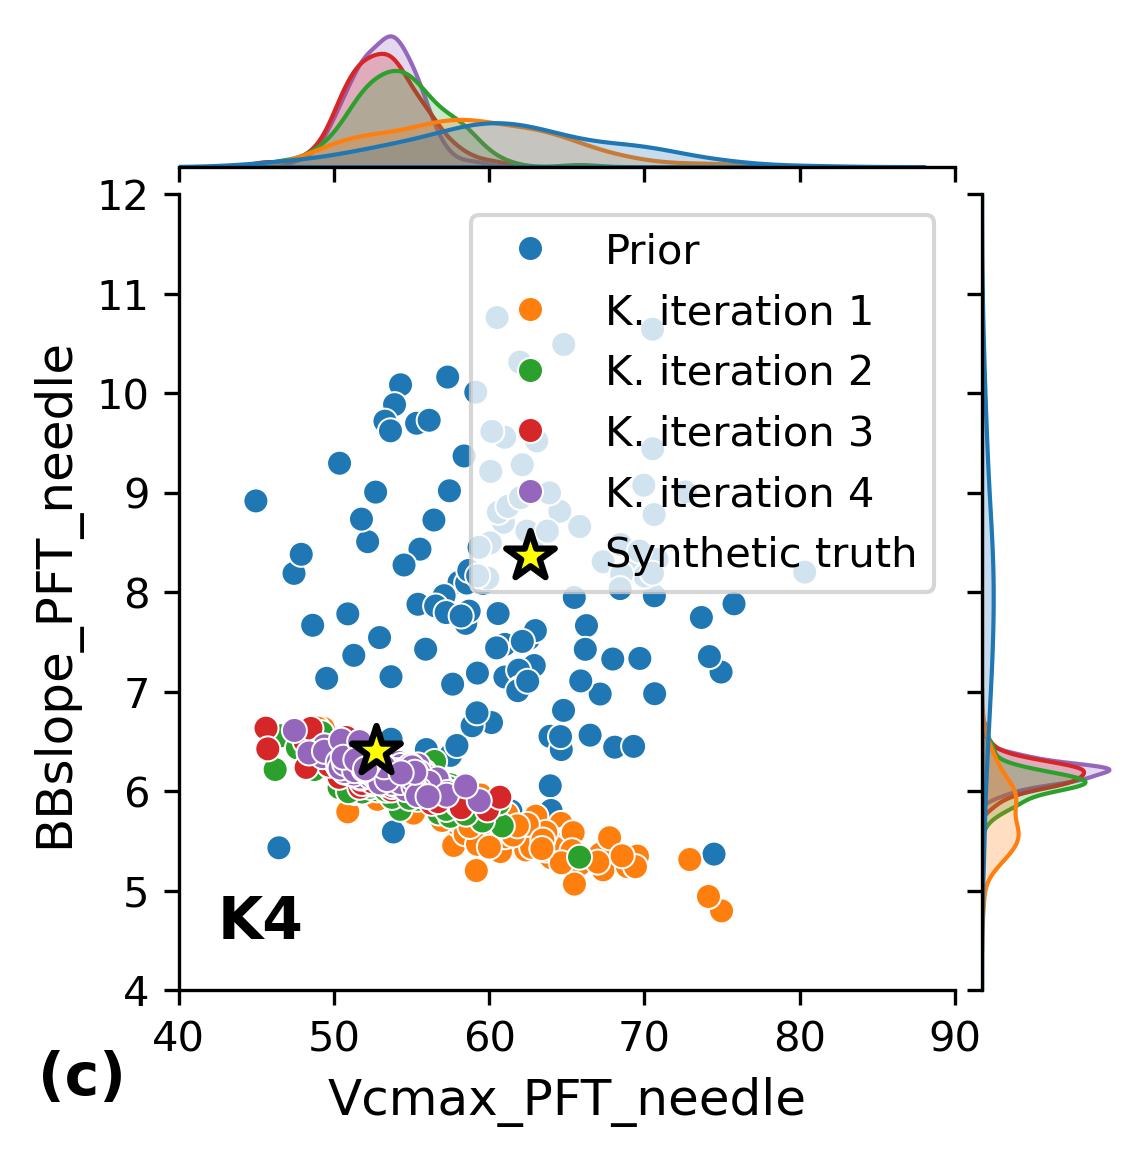 12
11
10
9
8
7
6
5
4
BBslope_PFT_needle
Prior
K. iteration 1
K. iteration 2
K. iteration 3
K. iteration 4
Synthetic truth
K4
40 50 60 70 80 90
(c)
Vcmax_PFT_needle